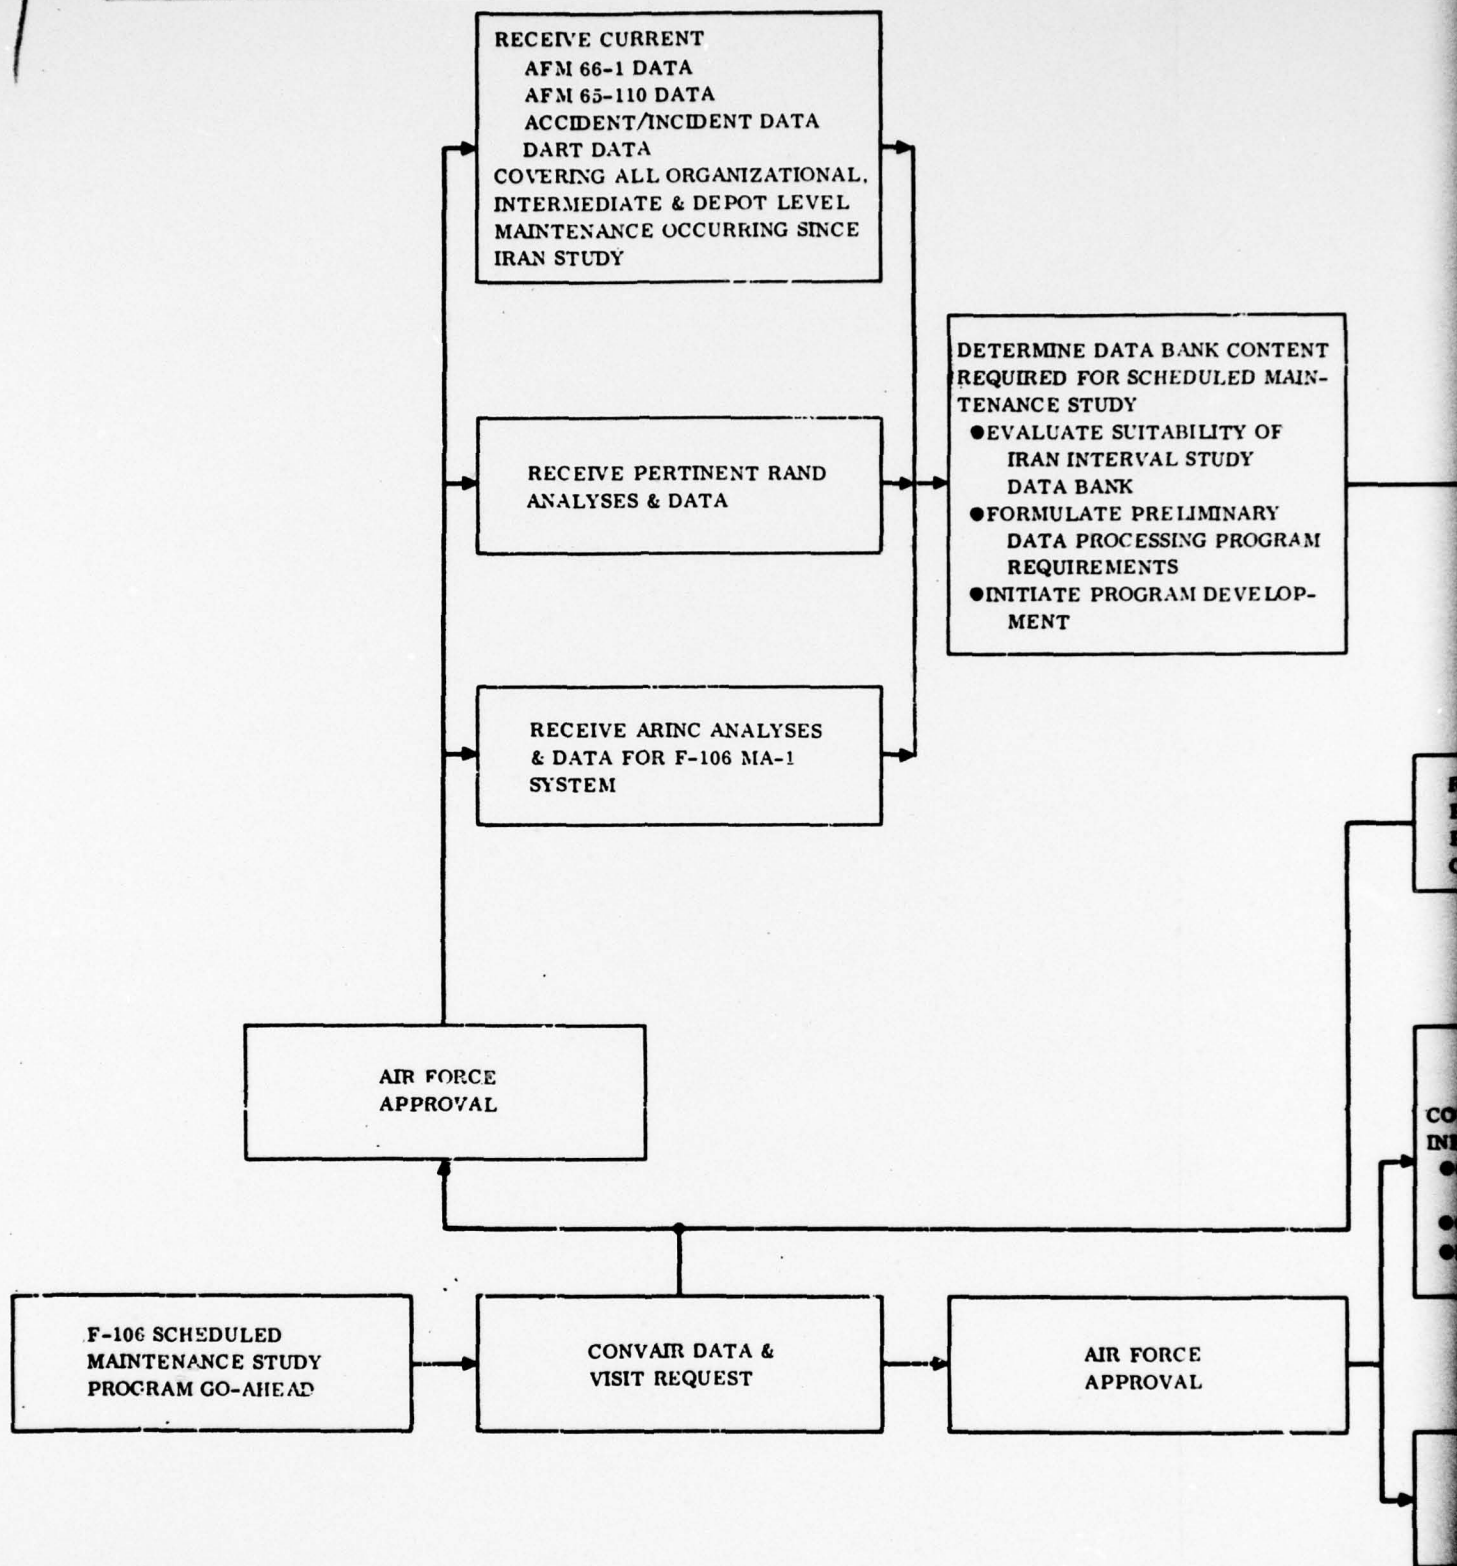 RECEIVE CURRENT
AFM 66-1 DATA
AFM 65-110 DATA
ACCIDENT/INCIDENT DATA
DART DATA
COVERING ALL ORGANIZATIONAL,
INTERMEDIATE & DEPOT LEVEL
MAINTENANCE OCCURRING SINCE
IRAN STUDY
RECEIVE PERTINENT RAND
ANALYSES & DATA
RECEIVE ARINC ANALYSES
& DATA FOR F-106 MA-1
SYSTEM
DETERMINE DATA BANK CONTENT
REQUIRED FOR SCHEDULED MAIN-
TENANCE STUDY
●EVALUATE SUITABILITY OF
IRAN INTERVAL STUDY
DATA BANK
●FORMULATE PRELIMINARY
DATA PROCESSING PROGRAM
REQUIREMENTS
●INITIATE PROGRAM DEVELOP-
MENT
AIR FORCE
APPROVAL
F-106 SCHEDULED
MAINTENANCE STUDY
PROGRAM GO-AHEAD
CONVAIR DATA &
VISIT REQUEST
AIR FORCE
APPROVAL
CO